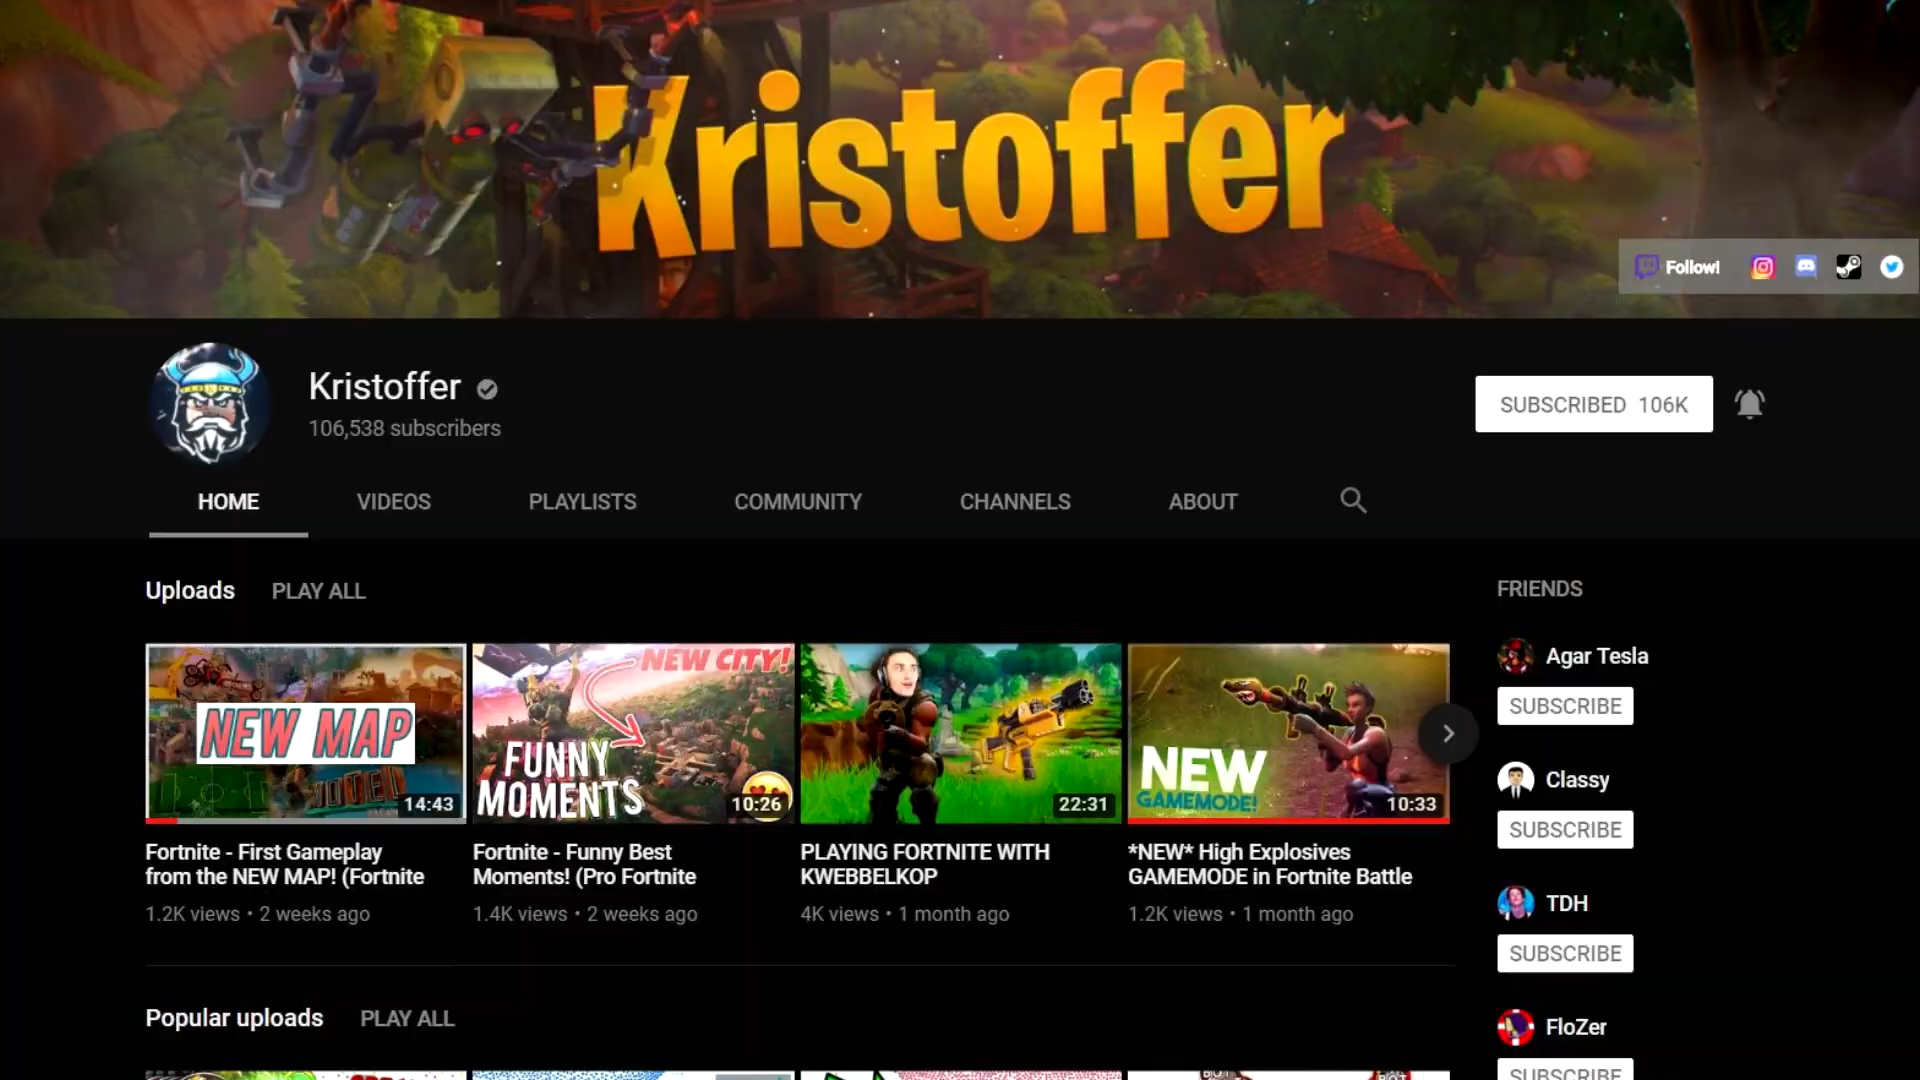 Kristoffer
Follow!
Kristoffer
106,538 subscribers
SUBSCRIBED 106K
HOME
VIDEOS
PLAYLISTS
COMMUNITY
CHANNELS
ABOUT
Uploads
PLAY ALL
NEW MAP
14:43
Fortnite - First Gameplay
from the NEW MAP! (Fortnite
1.2K views • 2 weeks ago
NEW CITY!
FUNNY
MOMENTS
10:26
Fortnite - Funny Best
Moments! (Pro Fortnite
1.4K views • 2 weeks ago
22:31
PLAYING FORTNITE WITH
KWEBBELKOP
4K views • 1 month ago
NEW
GAMEMODE!
10:33
*NEW* High Explosives
GAMEMODE in Fortnite Battle
1.2K views • 1 month ago
Popular uploads
PLAY ALL
FRIENDS
Agar Tesla
SUBSCRIBE
Classy
SUBSCRIBE
TDH
SUBSCRIBE
FloZer
SUBSCRIBE